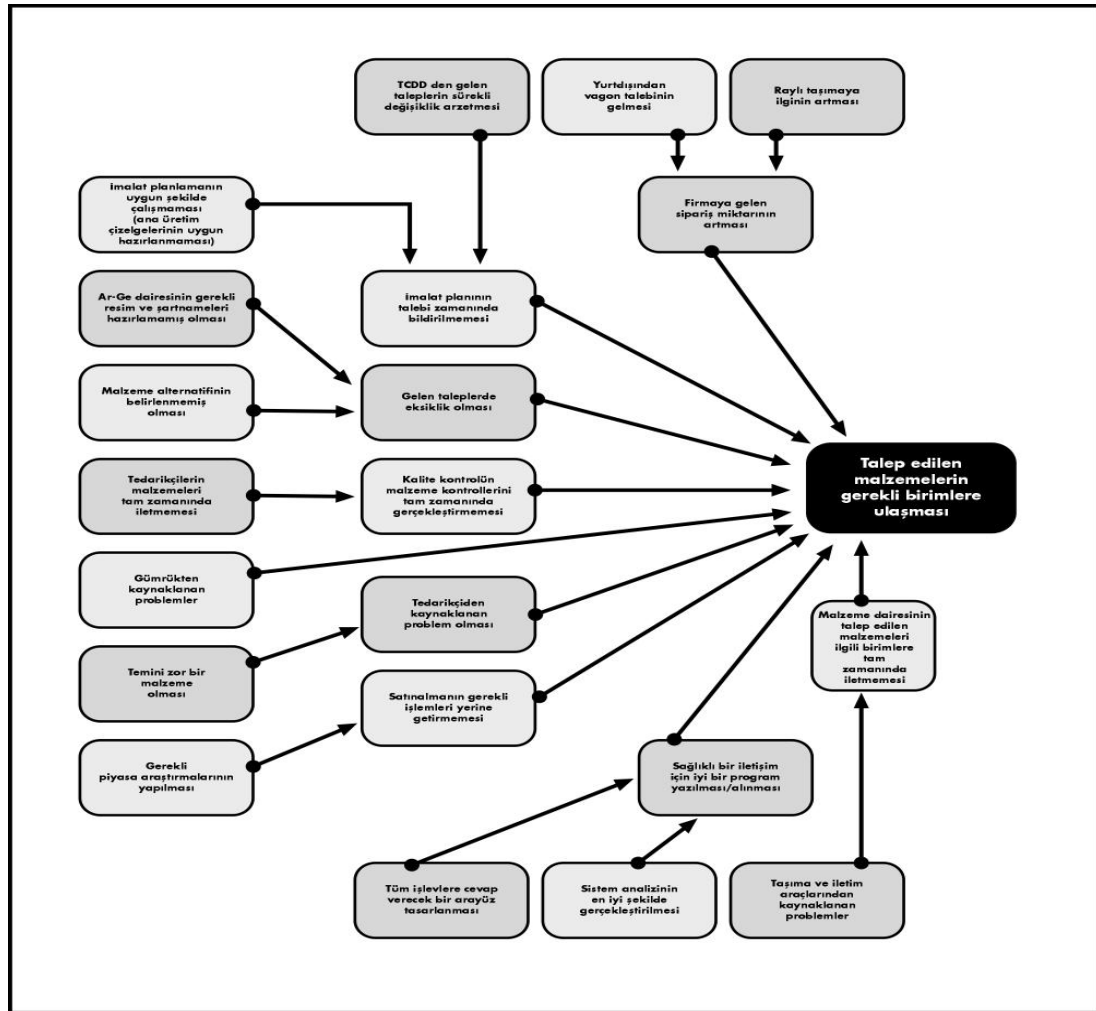 TCDD den gelen
taleplerin sürekli
değişiklik arzetmesi
Yurtdışından
vagon talebinin
gelmesi
Raylı taşımaya
ilginin artması
İmalat planlamanın
uygun şekilde
çalışmaması
(ana üretim
çizelgelerinin uygun
hazırlanmaması)
Firmaya gelen
sipariş miktarının
artması
Ar-Ge dairesinin gerekli
resim ve şartnameleri
hazırlamamış olması
İmalat planının
talebi zamanında
bildirilmemesi
Malzeme alternatifinin
belirlenmemiş
olması
Gelen taleplerde
eksiklik olması
Talep edilen
malzemelerin
gerekli birimlere
ulaşması
Tedarikçilerin
malzemeleri
tam zamanında
iletmemesi
Kalite kontrolün
malzeme kontrollerini
tam zamanında
gerçekleştirmemesi
Gümrükten
kaynaklanan
problemler
Tedarikçiden
kaynaklanan
problem olması
Malzeme dairesinin
talep edilen
malzemeleri
ilgili birimlere
tam
zamanında
iletmemesi
Temini zor bir
malzeme
olması
Satınalmanın gerekli
işlemleri yerine
getirmemesi
Gerekli
piyasa araştırmalarının
yapılması
Sağlıklı bir iletişim
için iyi bir program
yazılması/alınması
Tüm işlevlere cevap
verecek bir arayüz
tasarlanması
Sistem analizinin
en iyi şekilde
gerçekleştirilmesi
Taşıma ve iletim
araçlarından
kaynaklanan
problemler